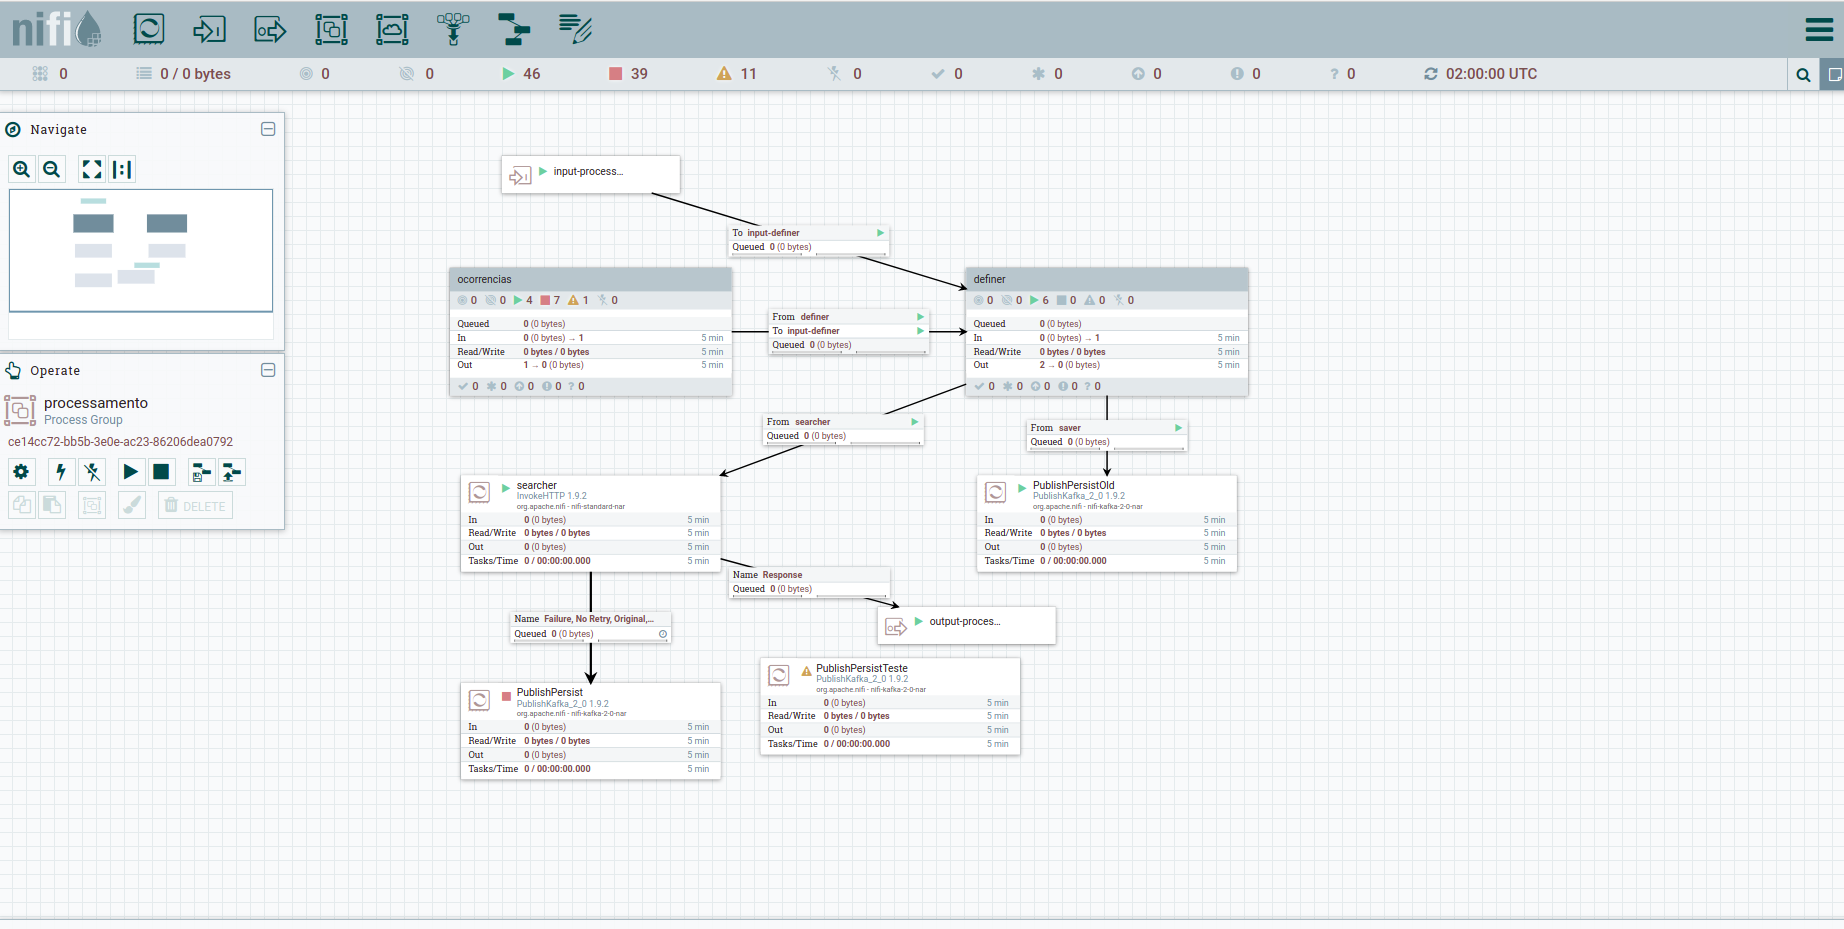 nifi
0
0 / 0 bytes
0
0
46
39
11
0
0
0
0
0
? 0
02:00:00 UTC
Navigate
Operate
processamento
Process Group
ce14cc72-bb5b-3e0e-ac23-86206dea0792
DELETE
input-process...
To input-definer
Queued 0 (0 bytes)
ocorrencias
0 0 4 7 1 0
Queued 0 (0 bytes)
In 0 (0 bytes) → 1 5 min
Read/Write 0 bytes / 0 bytes 5 min
Out 1 → 0 (0 bytes) 5 min
0 0 0 0 ? 0
From definer
To input-definer
Queued 0 (0 bytes)
definer
0 0 6 0 0 0
Queued 0 (0 bytes)
In 0 (0 bytes) → 1 5 min
Read/Write 0 bytes / 0 bytes 5 min
Out 2 → 0 (0 bytes) 5 min
0 0 0 0 ? 0
From searcher
Queued 0 (0 bytes)
From saver
Queued 0 (0 bytes)
searcher
InvokeHTTP 1.9.2
org.apache.nifi - nifi-standard-nar
In 0 (0 bytes) 5 min
Read/Write 0 bytes / 0 bytes 5 min
Out 0 (0 bytes) 5 min
Tasks/Time 0 / 00:00:00.000 5 min
PublishPersistOld
PublishKafka_2_0 1.9.2
org.apache.nifi - nifi-kafka-2-0-nar
In 0 (0 bytes) 5 min
Read/Write 0 bytes / 0 bytes 5 min
Out 0 (0 bytes) 5 min
Tasks/Time 0 / 00:00:00.000 5 min
Name Response
Queued 0 (0 bytes)
Name Failure, No Retry, Original,...
Queued 0 (0 bytes)
output-proces...
PublishPersistTeste
PublishKafka_2_0 1.9.2
org.apache.nifi - nifi-kafka-2-0-nar
In 0 (0 bytes) 5 min
Read/Write 0 bytes / 0 bytes 5 min
Out 0 (0 bytes) 5 min
Tasks/Time 0 / 00:00:00.000 5 min
PublishPersist
PublishKafka_2_0 1.9.2
org.apache.nifi - nifi-kafka-2-0-nar
In 0 (0 bytes) 5 min
Read/Write 0 bytes / 0 bytes 5 min
Out 0 (0 bytes) 5 min
Tasks/Time 0 / 00:00:00.000 5 min